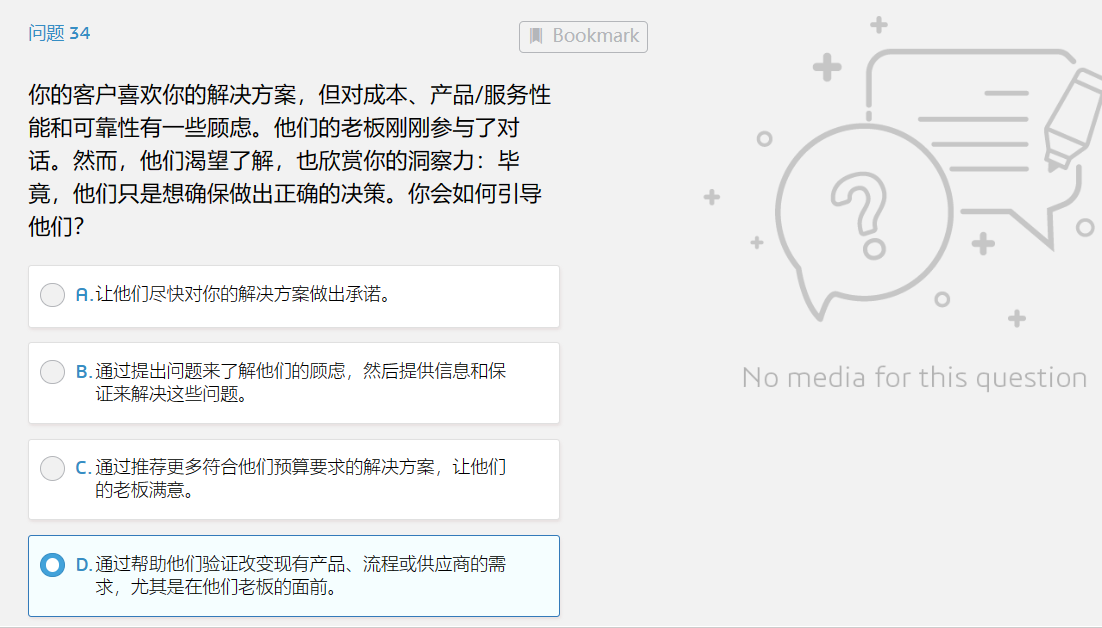 问题 34
Bookmark
你的客户喜欢你的解决方案，但对成本、产品/服务性
能和可靠性有一些顾虑。他们的老板刚刚参与了对
话。然而，他们渴望了解，也欣赏你的洞察力：毕
竟，他们只是想确保做出正确的决策。你会如何引导
他们？
A.让他们尽快对你的解决方案做出承诺。
B.通过提出问题来了解他们的顾虑，然后提供信息和保
证来解决这些问题。
C.通过推荐更多符合他们预算要求的解决方案，让他们
的老板满意。
D.通过帮助他们验证改变现有产品、流程或供应商的需
求，尤其是在他们老板的面前。
No media for this question